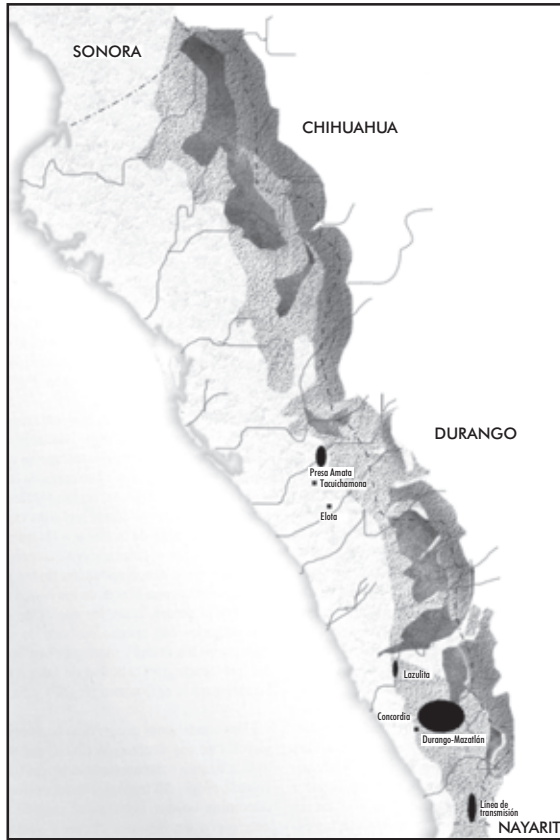 SONORA
CHIHUAHUA
DURANGO
Presa Amata
Tacuichamona
Elota
Lazulita
Concordia
Durango-Mazatlán
Línea de
transmisión
NAYARIT